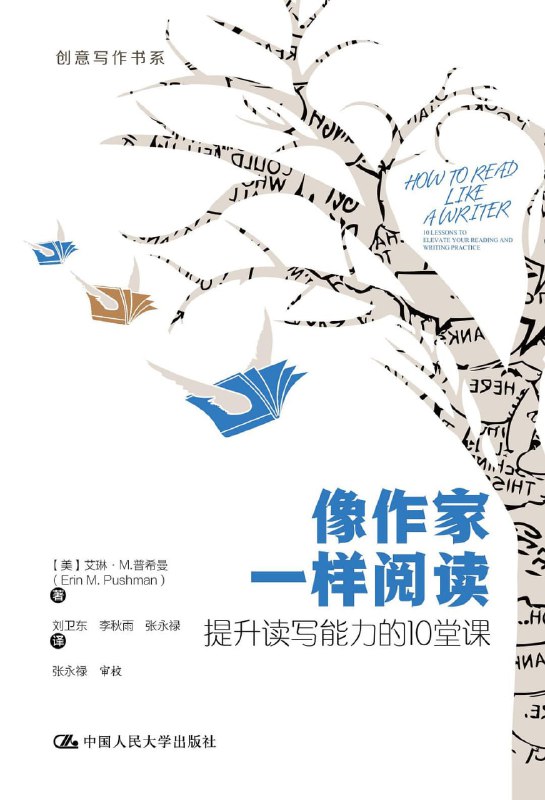 创意写作书系
HOW TO READ
LIKE
A WRITER
10 LESSONS TO
ELEVATE YOUR READING AND
WRITING PRACTICE
像作家
一样阅读
提升读写能力的10堂课
【美】艾琳·M.普希曼
(Erin M. Pushman)
著
刘卫东 李秋雨 张永禄
译
张永禄 审校
中国人民大学出版社
COULD
HERE
THIS